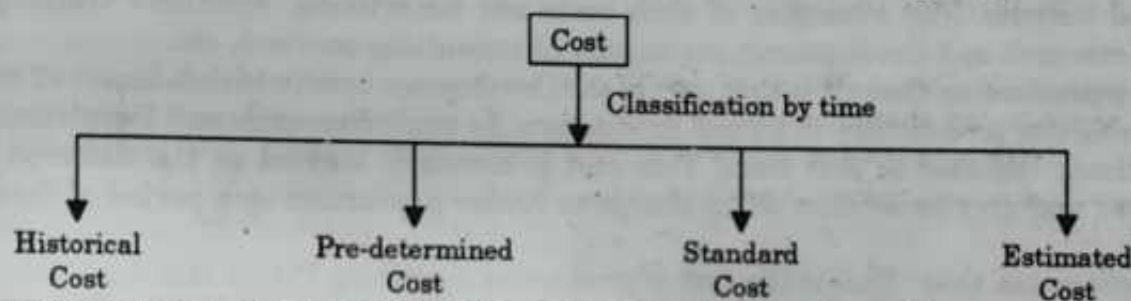 Cost
Classification by time
Historical
Cost
Pre-determined
Cost
Standard
Cost
Estimated
Cost